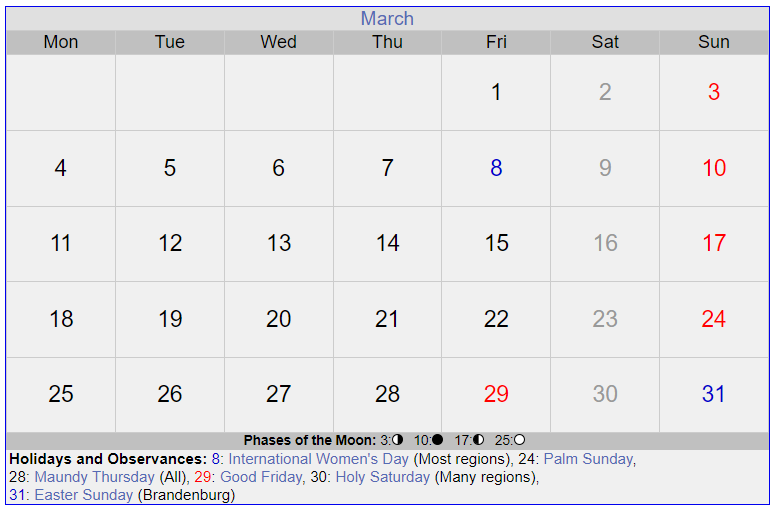 March
Mon Tue Wed Thu Fri Sat Sun
1 2 3
4 5 6 7 8 9 10
11 12 13 14 15 16 17
18 19 20 21 22 23 24
25 26 27 28 29 30 31
Phases of the Moon: 3: 10: 17: 25:
Holidays and Observances: 8: International Women's Day (Most regions), 24: Palm Sunday,
28: Maundy Thursday (All), 29: Good Friday, 30: Holy Saturday (Many regions),
31: Easter Sunday (Brandenburg)